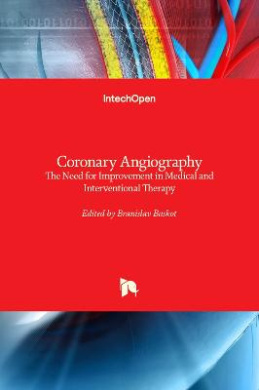 IntechOpen
Coronary Angiography
The Need for Improvement in Medical and
Interventional Therapy
Edited by Branislav Baskot